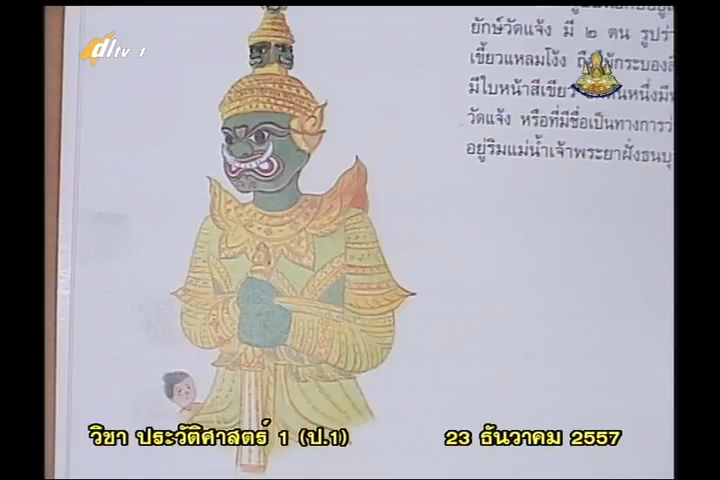 dltv 1
ยักษ์วัดแจ้ง มี ๒ ตน รูปร่
เขี้ยวแหลมโง้ง
มีใบหน้าสีเขียว
วัดแจ้ง หรือที่มีชื่อเป็นทางการว
อยู่ริมแม่น้ำเจ้าพระยาฝั่งธนบุ
วิชา ประวัติศาสตร์ 1 (ป.1)
23 ธันวาคม 2557